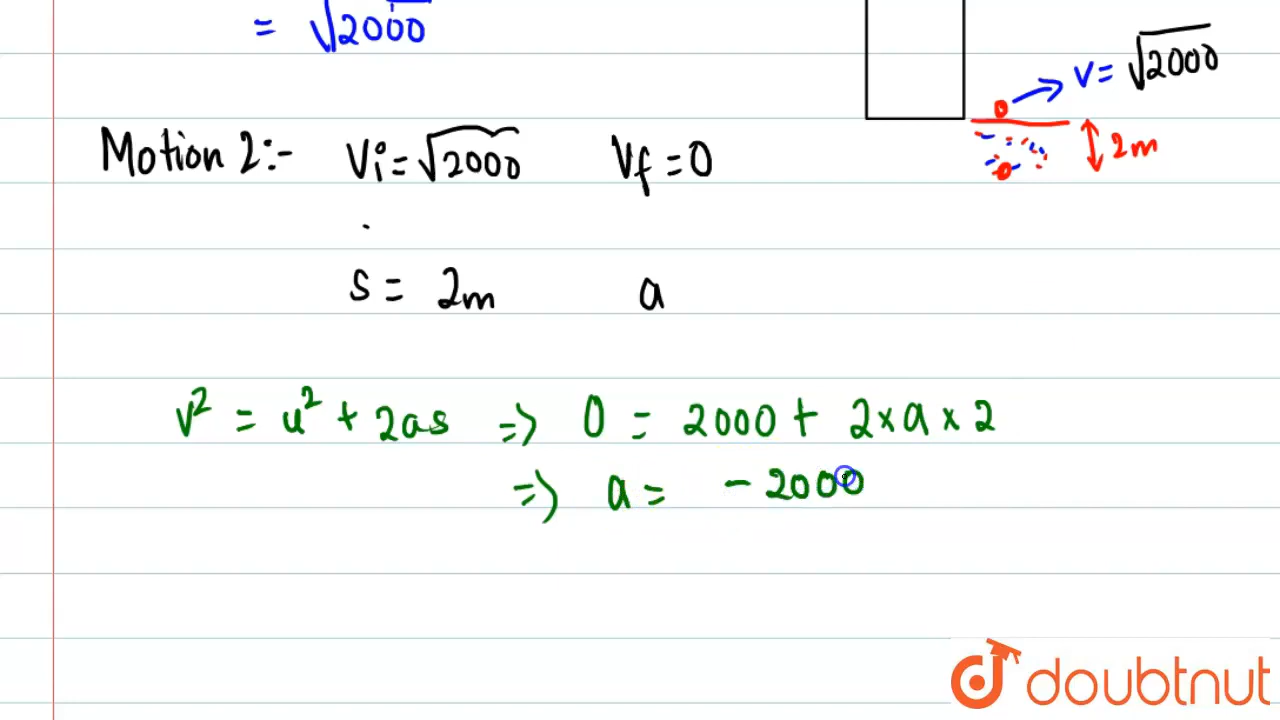 = √2000
V = √2000
2m
Motion 2:- Vi = √2000 Vf = 0
s = 2m a
v² = u² + 2as => 0 = 2000 + 2×a×2
=> a = - 2000
doubtnut